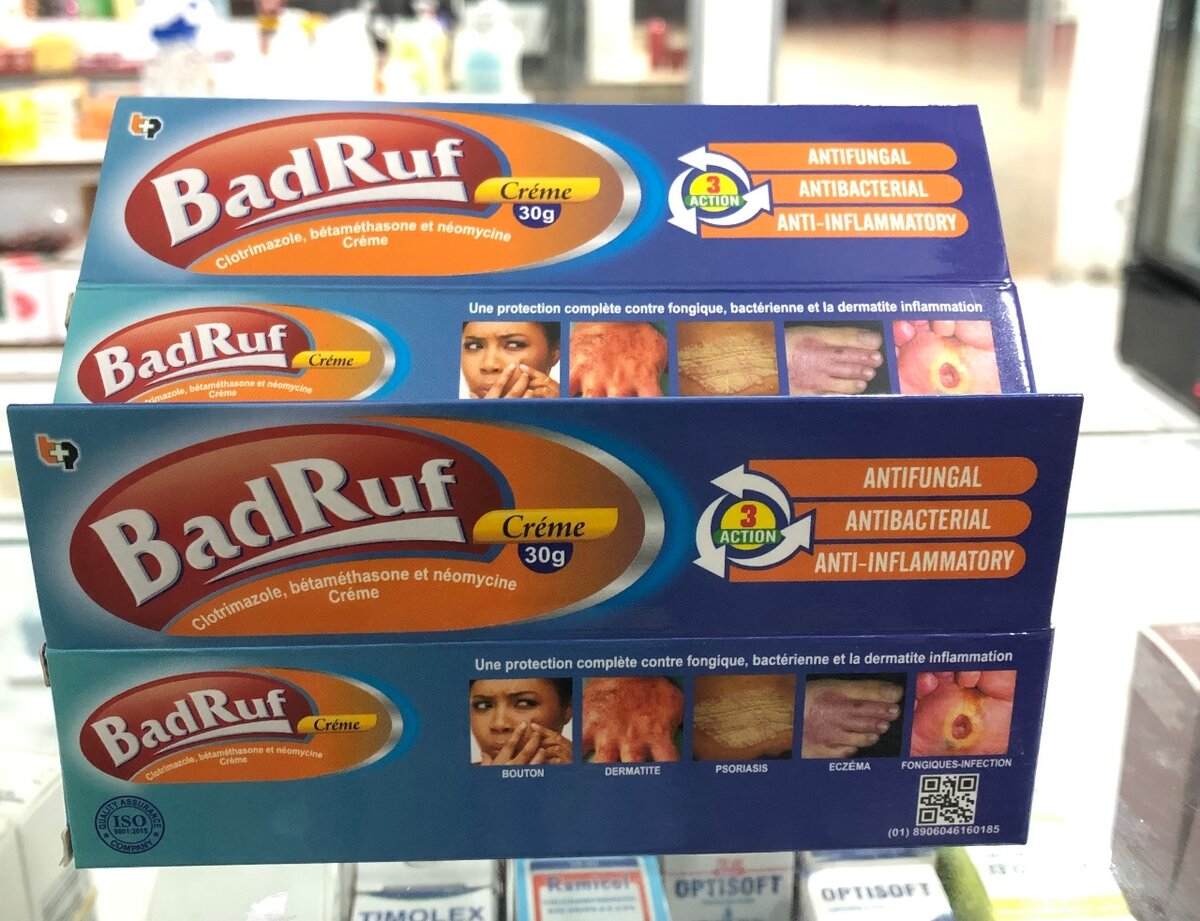 BadRuf
Créme
30g
Clotrimazole, bétaméthasone et néomycine
Créme
3
ACTION
ANTIFUNGAL
ANTIBACTERIAL
ANTI-INFLAMMATORY
Une protection complète contre fongique, bactérienne et la dermatite inflammation
BadRuf
Créme
bétaméthasone et néomycine
Créme
BadRuf
Créme
30g
Clotrimazole, bétaméthasone et néomycine
Créme
3
ACTION
ANTIFUNGAL
ANTIBACTERIAL
ANTI-INFLAMMATORY
Une protection complète contre fongique, bactérienne et la dermatite inflammation
BadRuf
Créme
Clotrimazole, bétaméthasone et néomycine
Créme
BOUTON
DERMATITE
PSORIASIS
ECZÉMA
FONGIQUES-INFECTION
QUALITY ASSURANCE
ISO
9001:2015
COMPANY
(01) 8906046160185
TIMOLEX
Ramicel
OPTISOFT
OPTISOFT